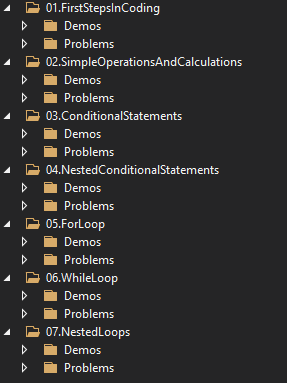 01.FirstStepsInCoding
Demos
Problems
02.SimpleOperationsAndCalculations
Demos
Problems
03.ConditionalStatements
Demos
Problems
04.NestedConditionalStatements
Demos
Problems
05.ForLoop
Demos
Problems
06.WhileLoop
Demos
Problems
07.NestedLoops
Demos
Problems